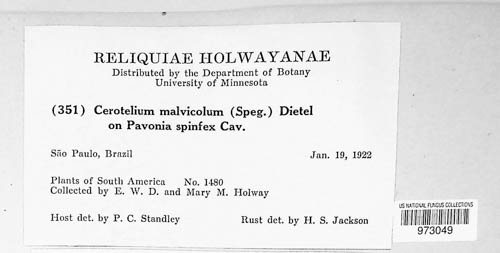 RELIQUIAE HOLWAYANAE
Distributed by the Department of Botany
University of Minnesota
(351) Cerotelium malvicolum (Speg.) Dietel
on Pavonia spinfex Cav.
São Paulo, Brazil Jan. 19, 1922
Plants of South America No. 1480
Collected by E. W. D. and Mary M. Holway
Host det. by P. C. Standley Rust det. by H. S. Jackson
US NATIONAL FUNGUS COLLECTIONS
973049